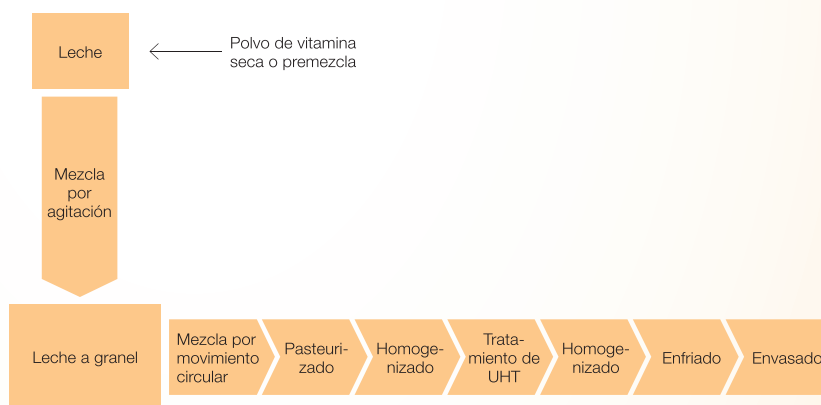 Leche
Polvo de vitamina
seca o premezcla
Mezcla
por
agitación
Leche a granel
Mezcla por
movimiento
circular
Pasteuri-
zado
Homoge-
nizado
Trata-
miento de
UHT
Homoge-
nizado
Enfriado
Envasado